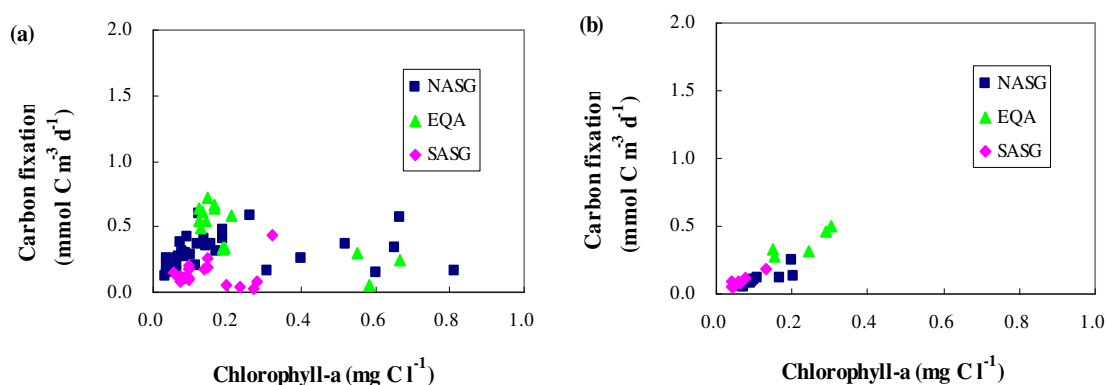 (a)
Carbon fixation
(mmol C m⁻³ d⁻¹)
2.0
1.5
1.0
0.5
0.0
NASG
EQA
SASG
0.0 0.2 0.4 0.6 0.8 1.0
Chlorophyll-a (mg C l⁻¹)
(b)
Carbon fixation
(mmol C m⁻³ d⁻¹)
2.0
1.5
1.0
0.5
0.0
NASG
EQA
SASG
0.0 0.2 0.4 0.6 0.8 1.0
Chlorophyll-a (mg C l⁻¹)